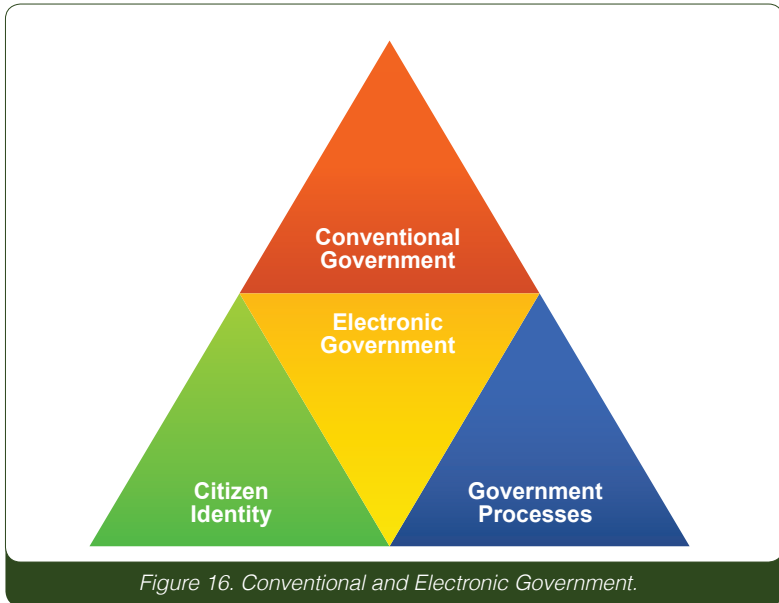 Conventional
Government
Electronic
Government
Citizen
Identity
Government
Processes
Figure 16. Conventional and Electronic Government.